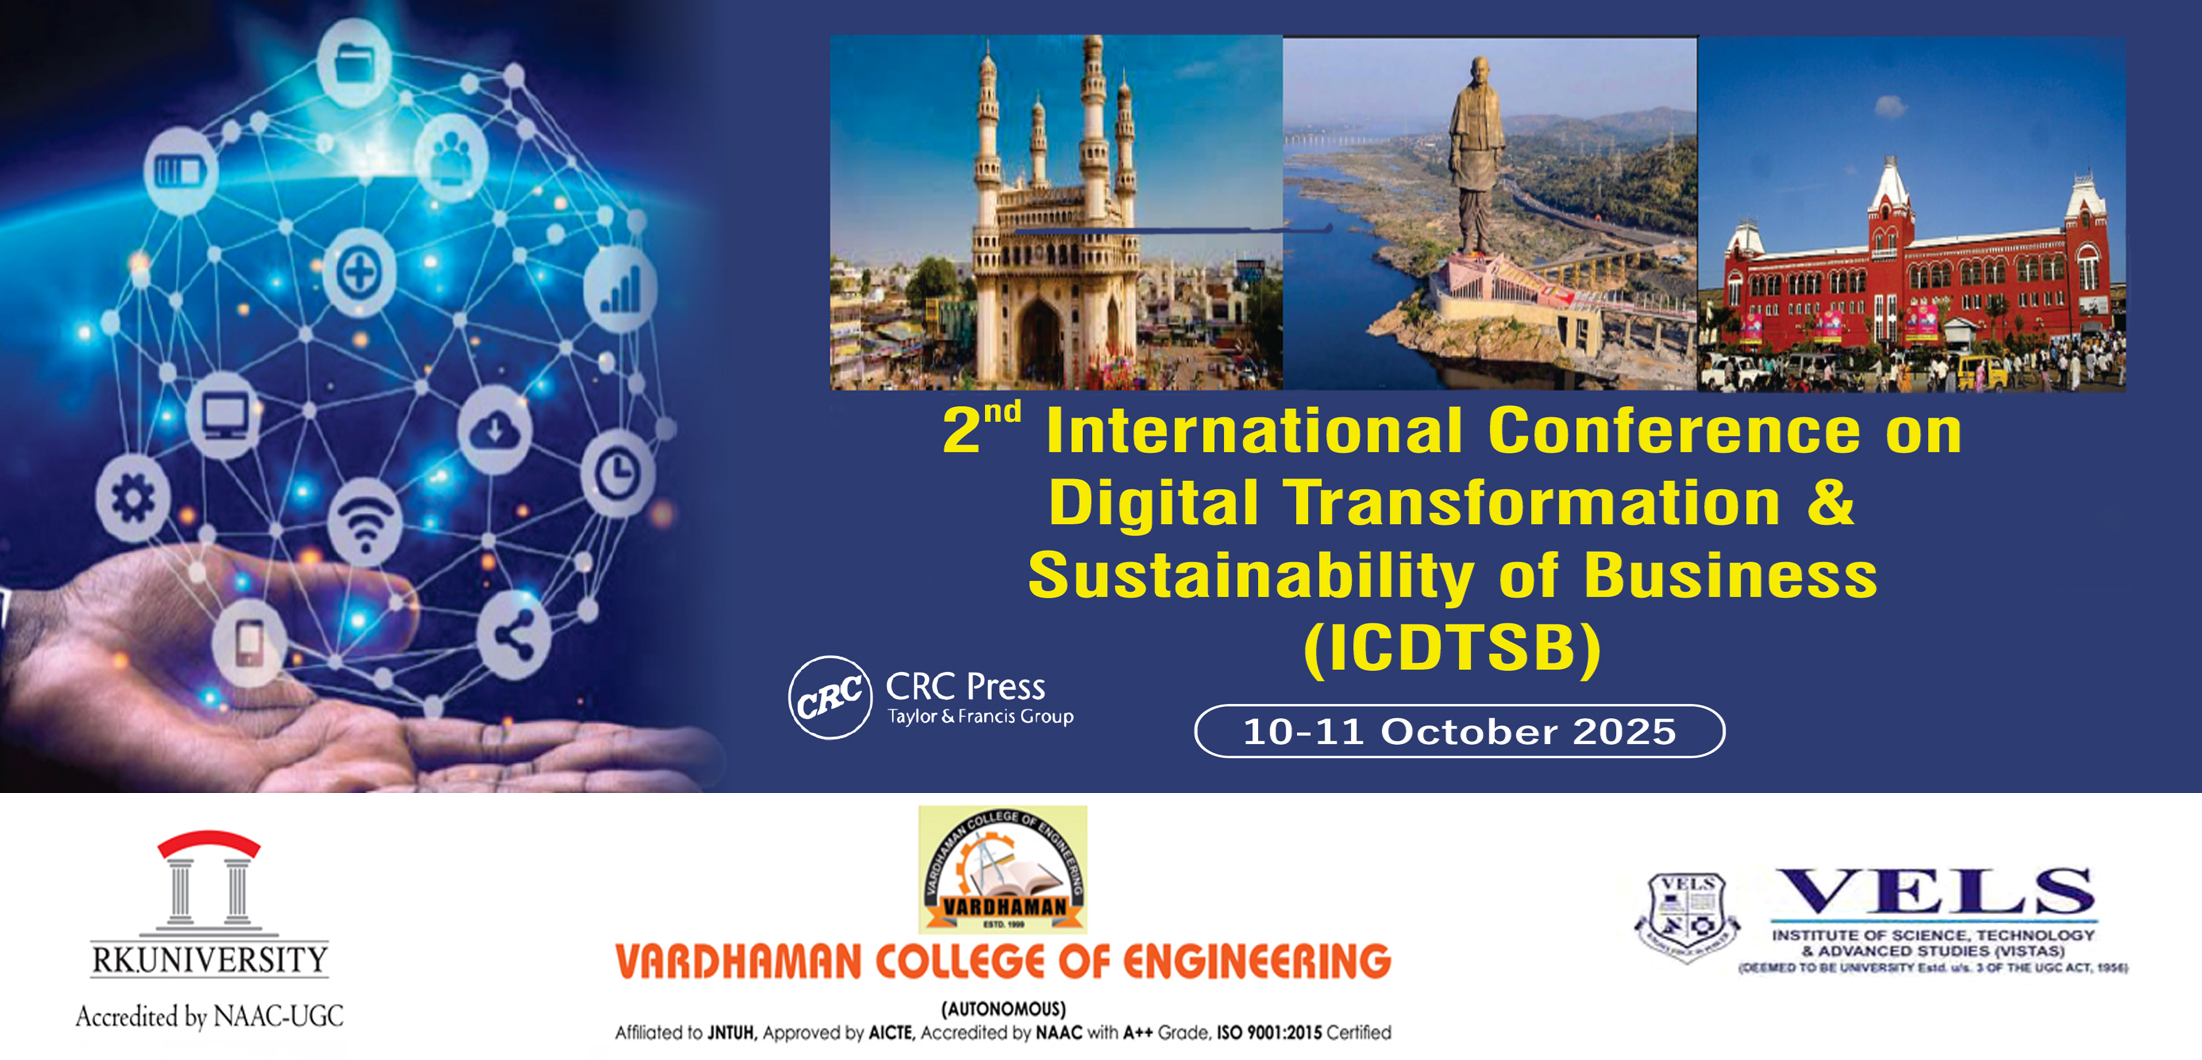 2nd International Conference on
Digital Transformation &
Sustainability of Business
(ICDTSB)
CRC
CRC Press
Taylor & Francis Group
10-11 October 2025
RK.UNIVERSITY
Accredited by NAAC-UGC
VARDHAMAN COLLEGE OF ENGINEERING
VARDHAMAN
ESTD. 1999
VARDHAMAN COLLEGE OF ENGINEERING
(AUTONOMOUS)
Affiliated to JNTUH, Approved by AICTE, Accredited by NAAC with A++ Grade, ISO 9001:2015 Certified
VELS
VELS
INSTITUTE OF SCIENCE, TECHNOLOGY
& ADVANCED STUDIES (VISTAS)
(DEEMED TO BE UNIVERSITY Estd. u/s. 3 OF THE UGC ACT, 1956)